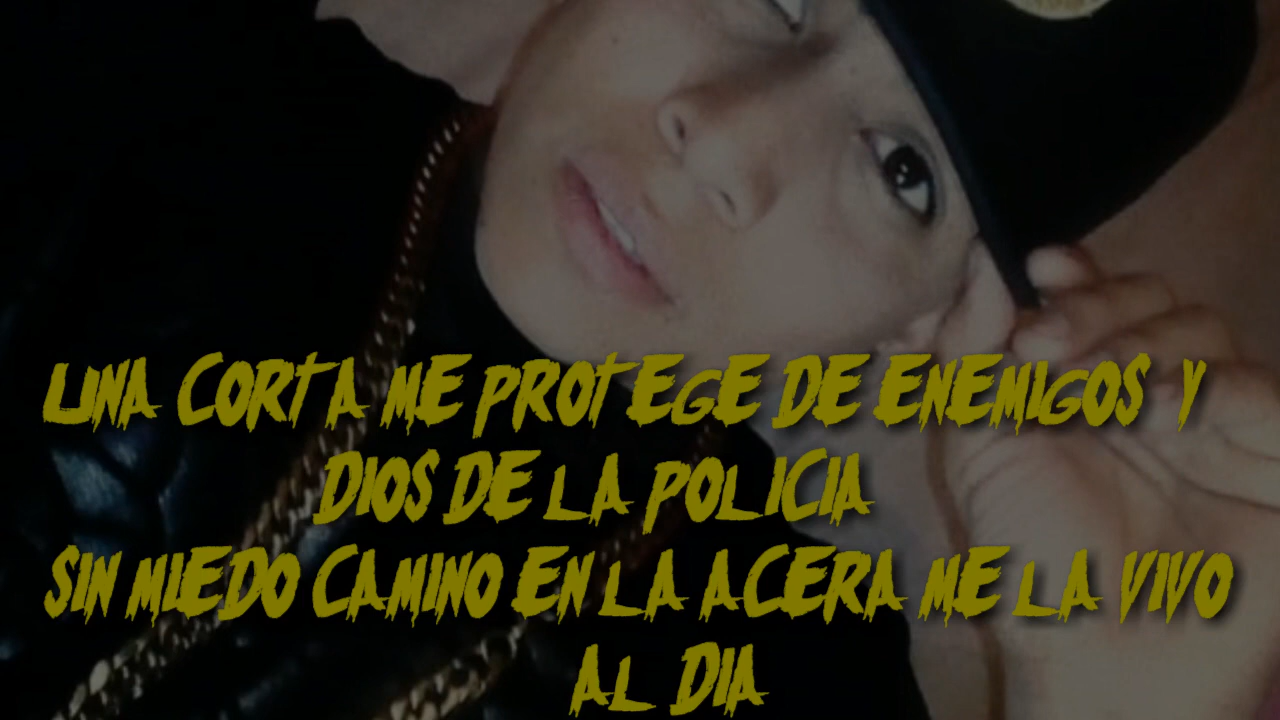 UNA CORTA ME PROTEGE DE ENEMIGOS Y
DIOS DE LA POLICIA
SIN MIEDO CAMINO EN LA ACERA ME LA VIVO
AL DIA